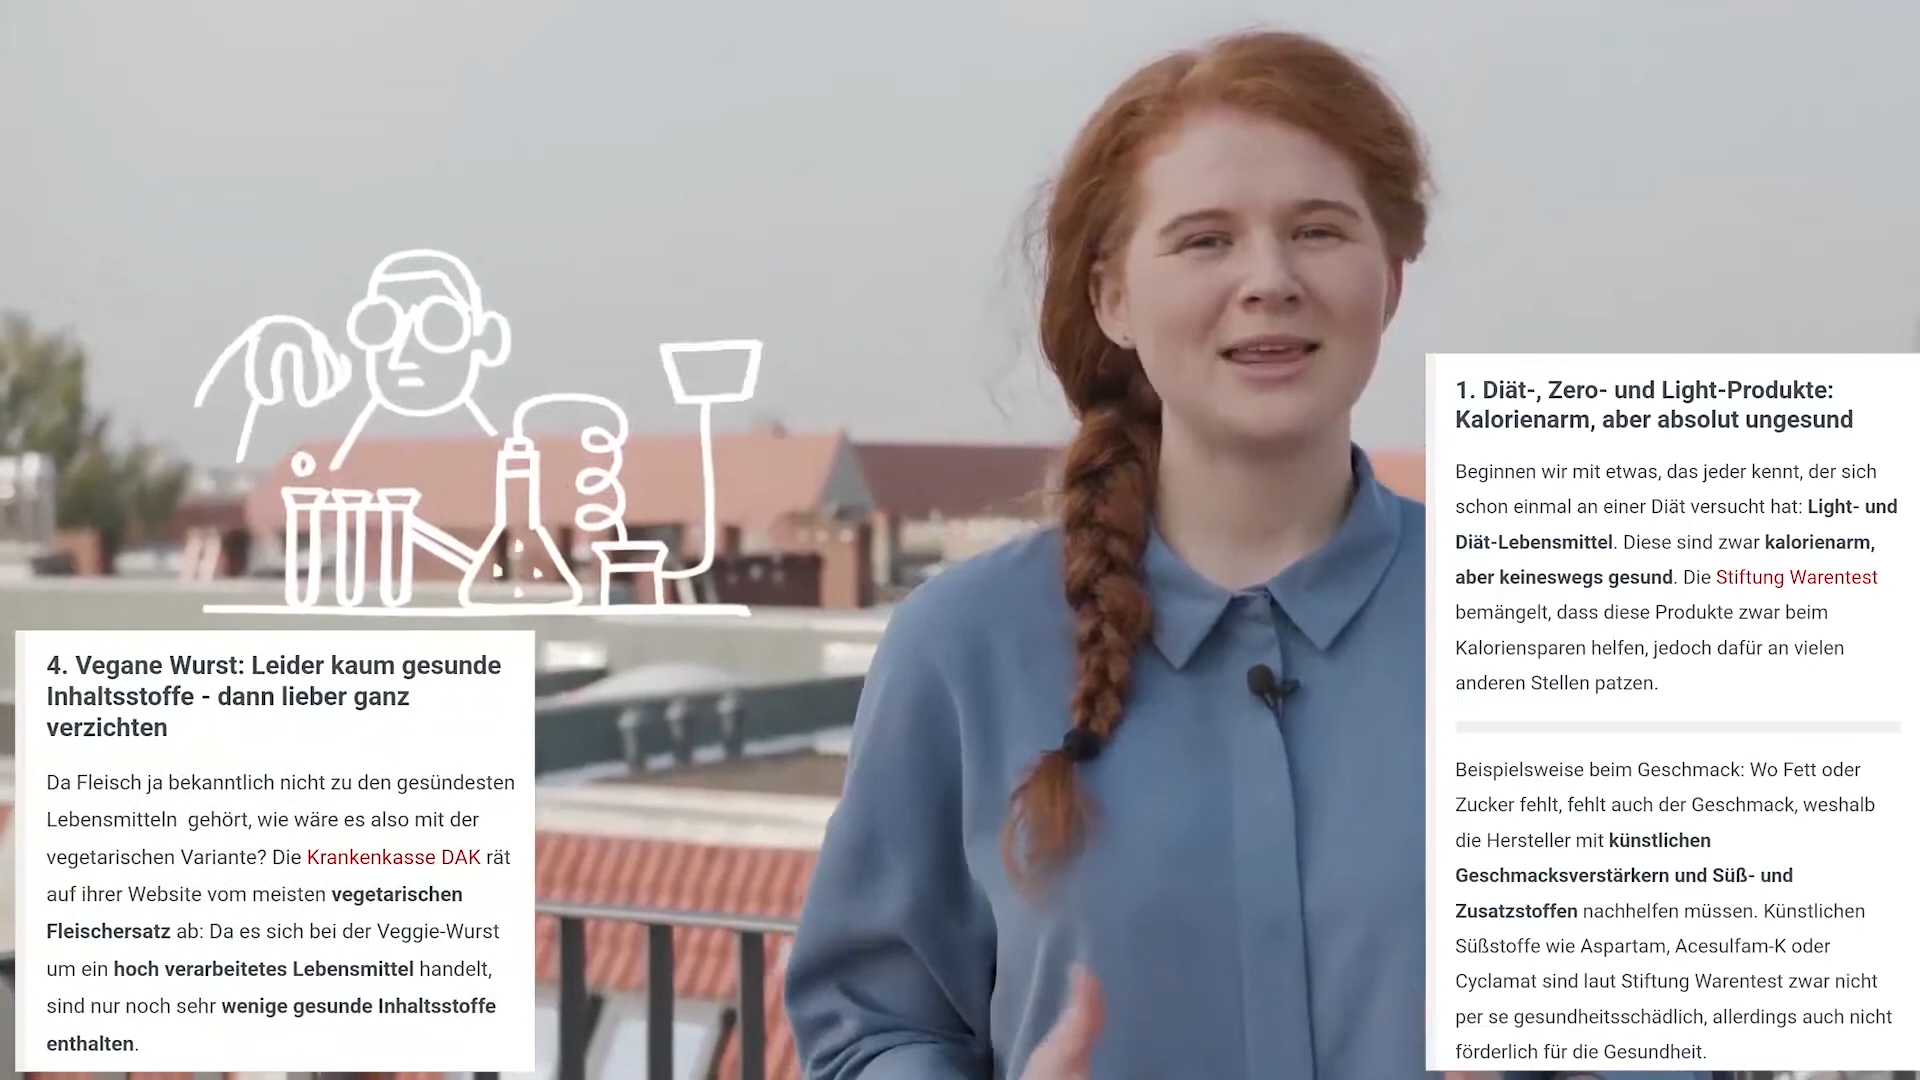 4. Vegane Wurst: Leider kaum gesunde
Inhaltsstoffe - dann lieber ganz
verzichten
Da Fleisch ja bekanntlich nicht zu den gesündesten
Lebensmitteln gehört, wie wäre es also mit der
vegetarischen Variante? Die Krankenkasse DAK rät
auf ihrer Website vom meisten vegetarischen
Fleischersatz ab: Da es sich bei der Veggie-Wurst
um ein hoch verarbeitetes Lebensmittel handelt,
sind nur noch sehr wenige gesunde Inhaltsstoffe
enthalten.
1. Diät-, Zero- und Light-Produkte:
Kalorienarm, aber absolut ungesund
Beginnen wir mit etwas, das jeder kennt, der sich
schon einmal an einer Diät versucht hat: Light- und
Diät-Lebensmittel. Diese sind zwar kalorienarm,
aber keineswegs gesund. Die Stiftung Warentest
bemängelt, dass diese Produkte zwar beim
Kaloriensparen helfen, jedoch dafür an vielen
anderen Stellen patzen.
Beispielsweise beim Geschmack: Wo Fett oder
Zucker fehlt, fehlt auch der Geschmack, weshalb
die Hersteller mit künstlichen
Geschmacksverstärkern und Süß- und
Zusatzstoffen nachhelfen müssen. Künstlichen
Süßstoffe wie Aspartam, Acesulfam-K oder
Cyclamat sind laut Stiftung Warentest zwar nicht
per se gesundheitsschädlich, allerdings auch nicht
förderlich für die Gesundheit.